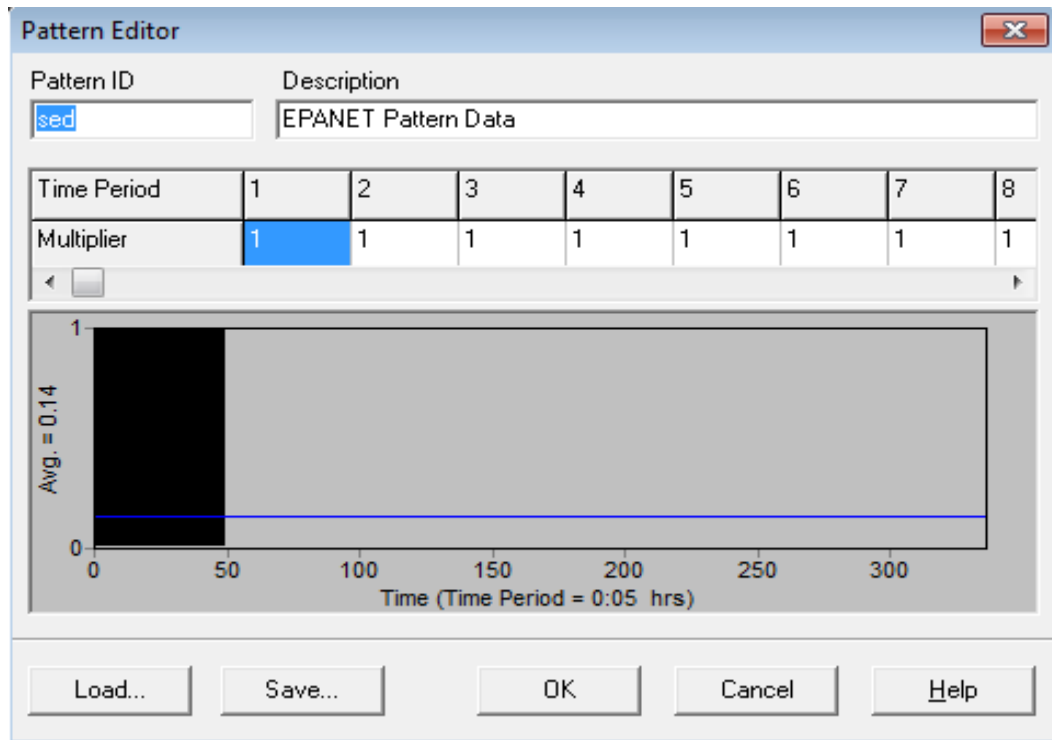 Pattern Editor
Pattern ID Description
sed EPANET Pattern Data
Time Period 1 2 3 4 5 6 7 8
Multiplier 1 1 1 1 1 1 1 1
1
Avg. = 0.14
0
0 50 100 150 200 250 300
Time (Time Period = 0:05 hrs)
Load... Save... OK Cancel Help